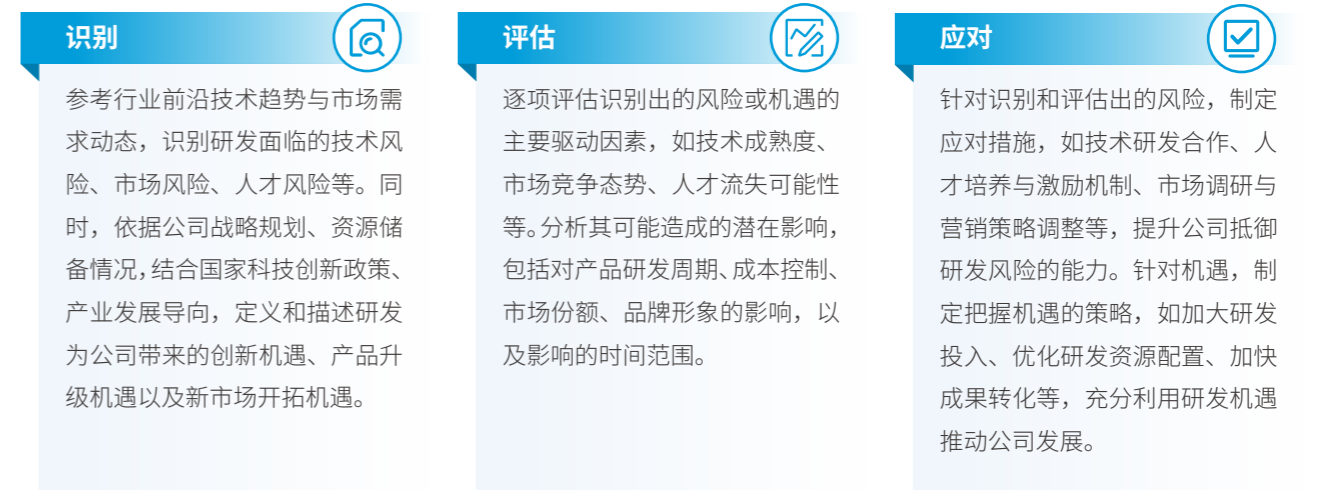 识别
参考行业前沿技术趋势与市场需
求动态，识别研发面临的技术风
险、市场风险、人才风险等。同
时，依据公司战略规划、资源储
备情况，结合国家科技创新政策、
产业发展导向，定义和描述研发
为公司带来的创新机遇、产品升
级机遇以及新市场开拓机遇。
评估
逐项评估识别出的风险或机遇的
主要驱动因素，如技术成熟度、
市场竞争态势、人才流失可能性
等。分析其可能造成的潜在影响，
包括对产品研发周期、成本控制、
市场份额、品牌形象的影响，以
及影响的时间范围。
应对
针对识别和评估出的风险，制定
应对措施，如技术研发合作、人
才培养与激励机制、市场调研与
营销策略调整等，提升公司抵御
研发风险的能力。针对机遇，制
定把握机遇的策略，如加大研发
投入、优化研发资源配置、加快
成果转化等，充分利用研发机遇
推动公司发展。